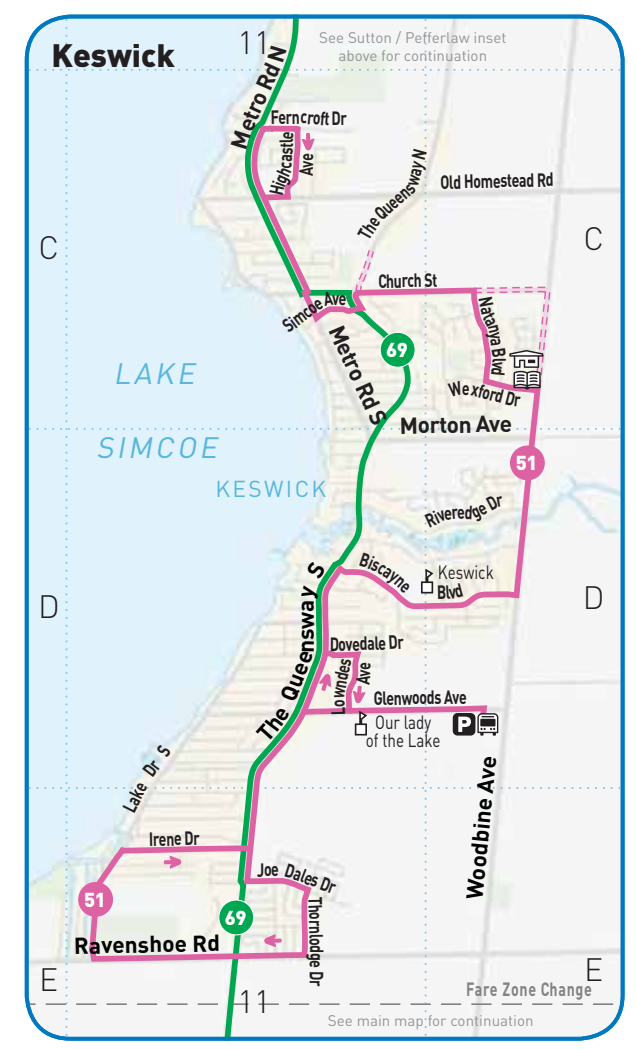 Keswick
11
See Sutton / Pefferlaw inset
above for continuation
Metro Rd N
Ferncroft Dr
Highcastle
Ave
The Queensway N
Old Homestead Rd
C
C
Church St
Simcoe Ave
Natanya Blvd
Metro Rd S
69
LAKE
SIMCOE
Wexford Dr
Morton Ave
51
KESWICK
Riveredge Dr
Biscayne
Blvd
Keswick
D
D
The Queensway S
Dovedale Dr
Lowndes
Ave
Glenwoods Ave
Our lady
of the Lake
P
Lake Dr S
Woodbine Ave
Irene Dr
Joe Dales Dr
51
69
Thornlodge Dr
Ravenshoe Rd
E
E
Fare Zone Change
11
See main map for continuation